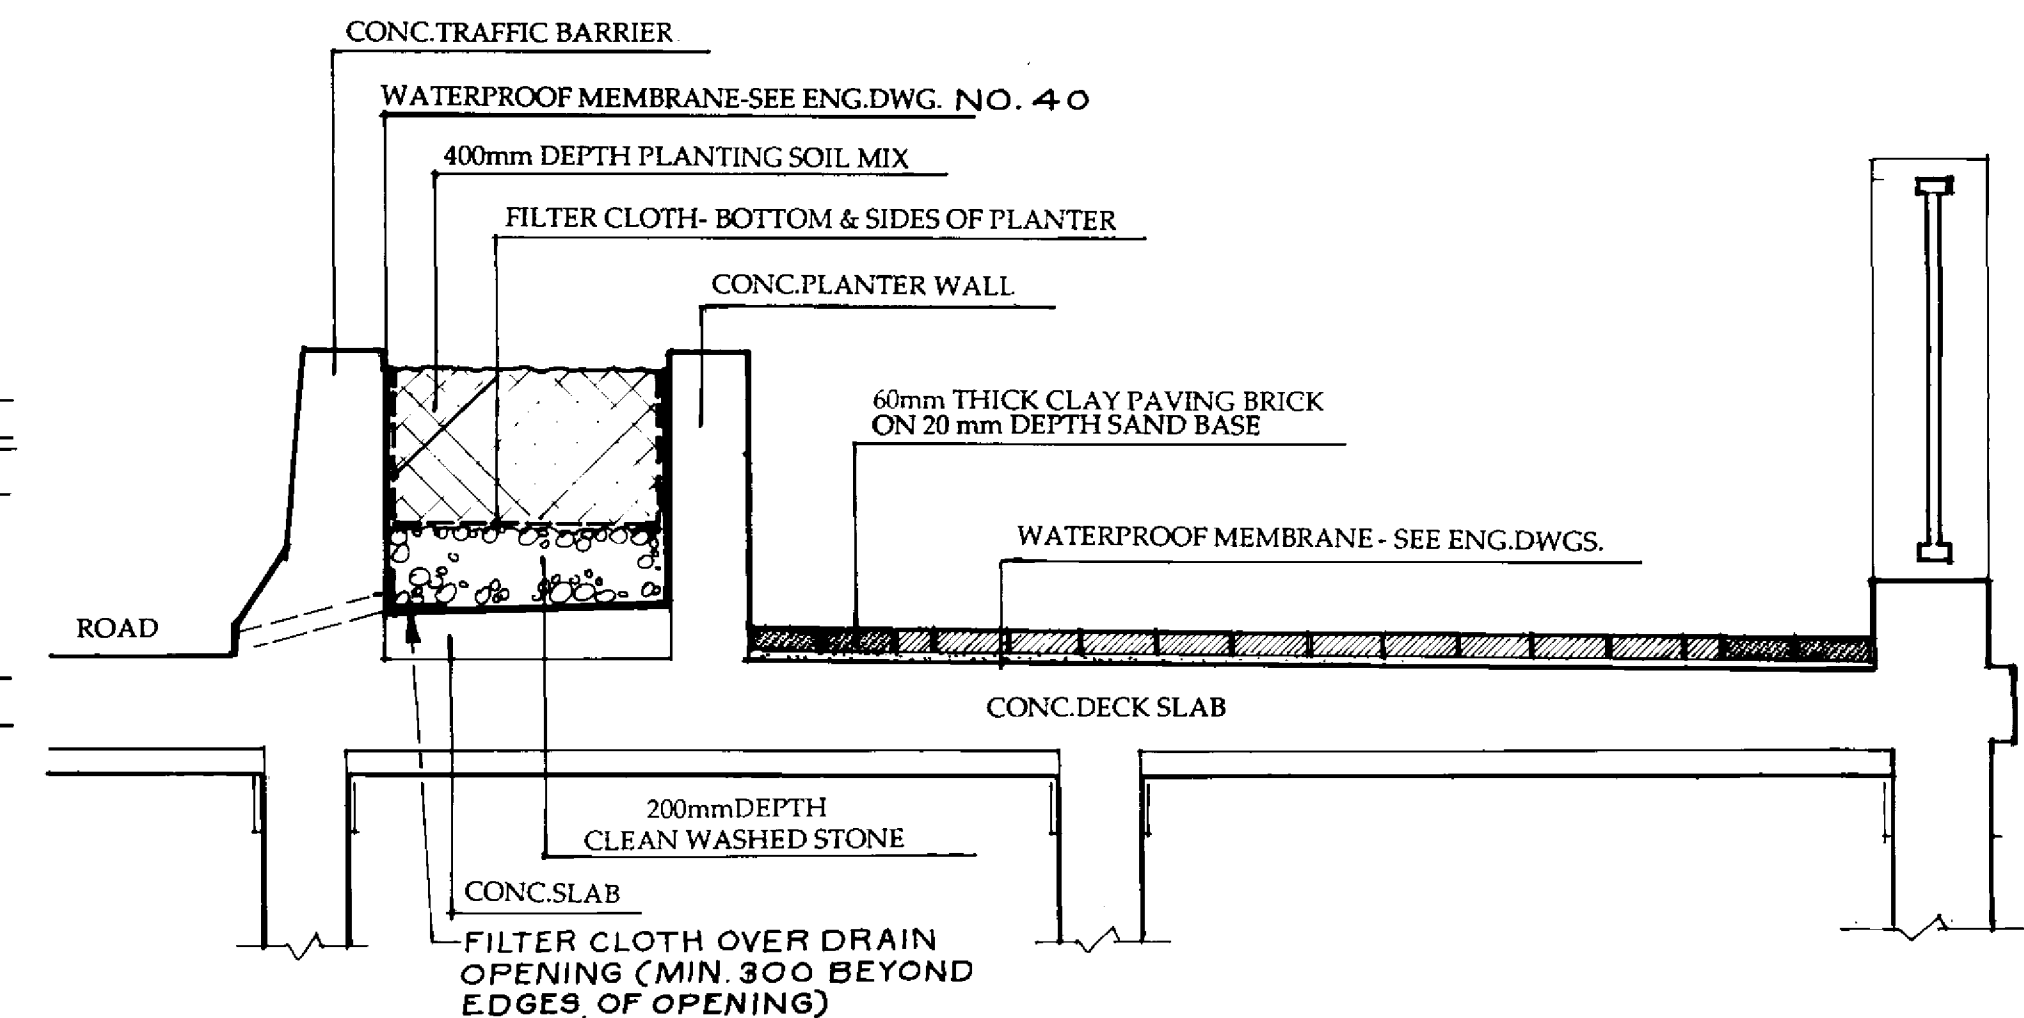 CONC.TRAFFIC BARRIER
WATERPROOF MEMBRANE-SEE ENG.DWG. NO. 40
400mm DEPTH PLANTING SOIL MIX
FILTER CLOTH- BOTTOM & SIDES OF PLANTER
CONC.PLANTER WALL
60mm THICK CLAY PAVING BRICK
ON 20 mm DEPTH SAND BASE
WATERPROOF MEMBRANE - SEE ENG.DWGS.
ROAD
CONC.DECK SLAB
200mmDEPTH
CLEAN WASHED STONE
CONC.SLAB
FILTER CLOTH OVER DRAIN
OPENING (MIN. 300 BEYOND
EDGES OF OPENING)